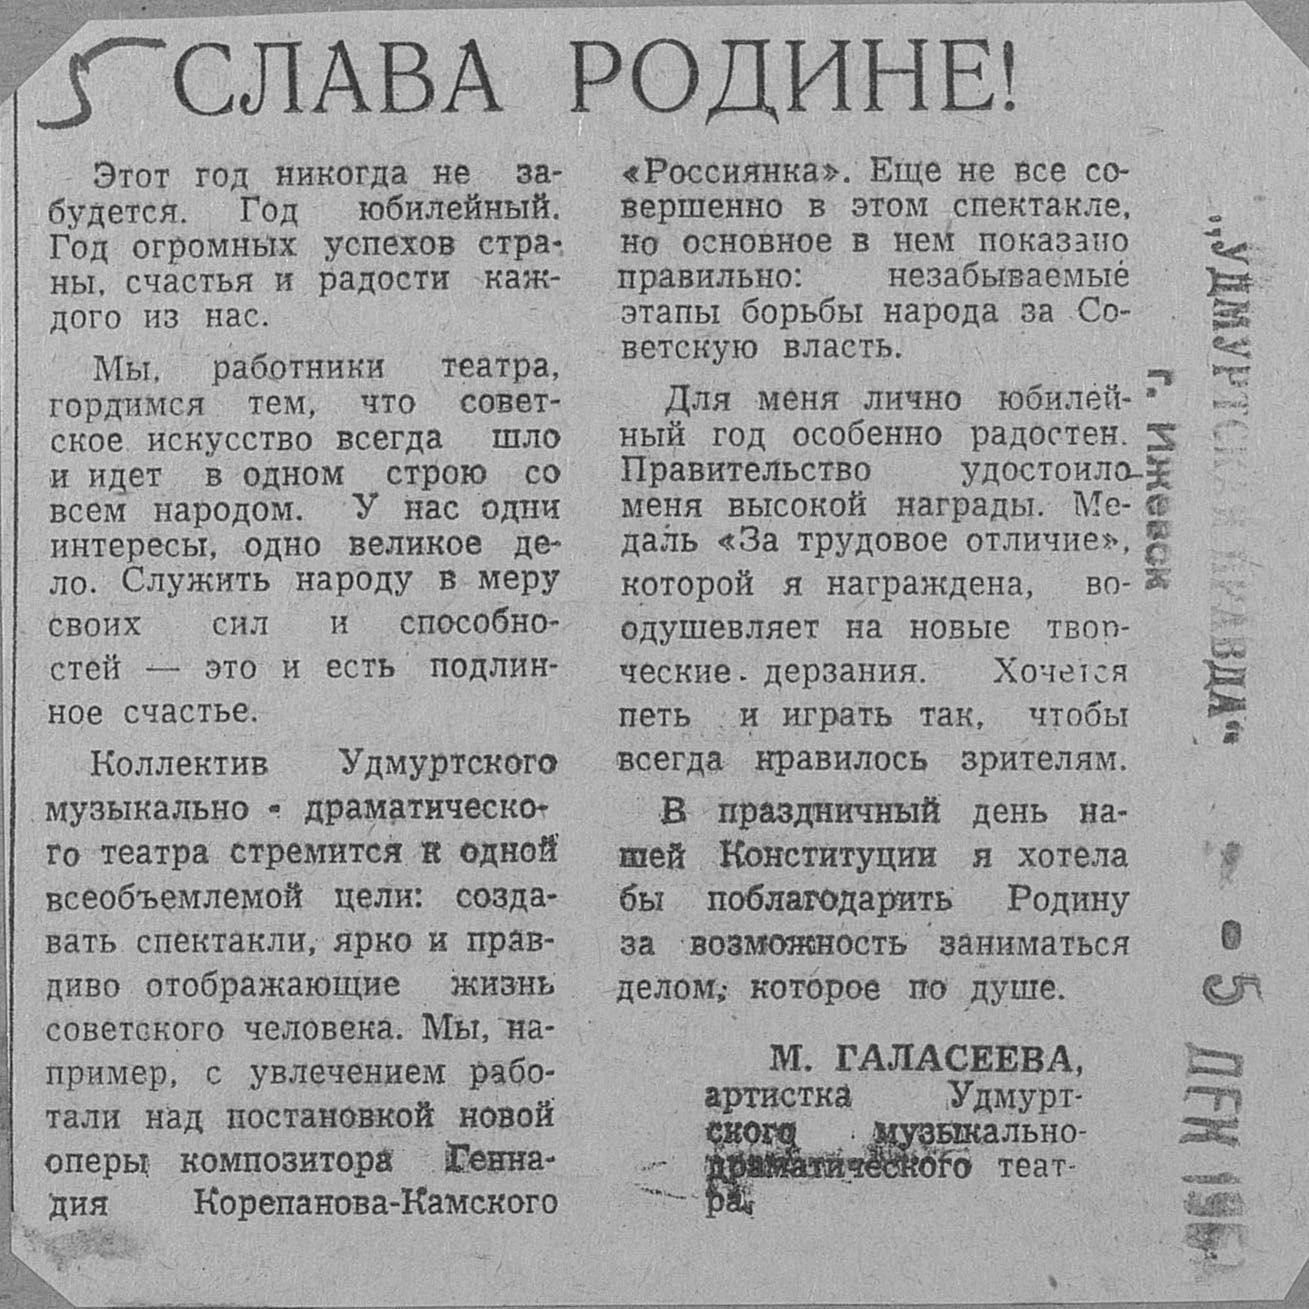 СЛАВА РОДИНЕ!
Этот год никогда не за-
будется. Год юбилейный.
Год огромных успехов стра-
ны, счастья и радости каж-
дого из нас.
Мы, работники театра,
гордимся тем, что совет-
ское искусство всегда шло
и идет в одном строю со
всем народом. У нас одни
интересы, одно великое де-
ло. Служить народу в меру
своих сил и способно-
стей — это и есть подлин-
ное счастье.
Коллектив Удмуртского
музыкально - драматическо-
го театра стремится к одной
всеобъемлемой цели: созда-
вать спектакли, ярко и прав-
диво отображающие жизнь
советского человека. Мы, на-
пример, с увлечением рабо-
тали над постановкой новой
оперы композитора Генна-
дия Корепанова-Камского
«Россиянка». Еще не все со-
вершенно в этом спектакле,
но основное в нем показано
правильно: незабываемые
этапы борьбы народа за Со-
ветскую власть.
Для меня лично юбилей-
ный год особенно радостен.
Правительство удостоило
меня высокой награды. Ме-
даль «За трудовое отличие»,
которой я награждена, во-
одушевляет на новые твор-
ческие дерзания. Хочется
петь и играть так, чтобы
всегда нравилось зрителям.
В праздничный день на-
шей Конституции я хотела
бы поблагодарить Родину
за возможность заниматься
делом, которое по душе.
М. ГАЛАСЕЕВА,
артистка Удмурт-
ского музыкально-
драматического теат-
ра.
„УДМУРТСКАЯ ПРАВДА“
г. Ижевск
- 5 ДЕК